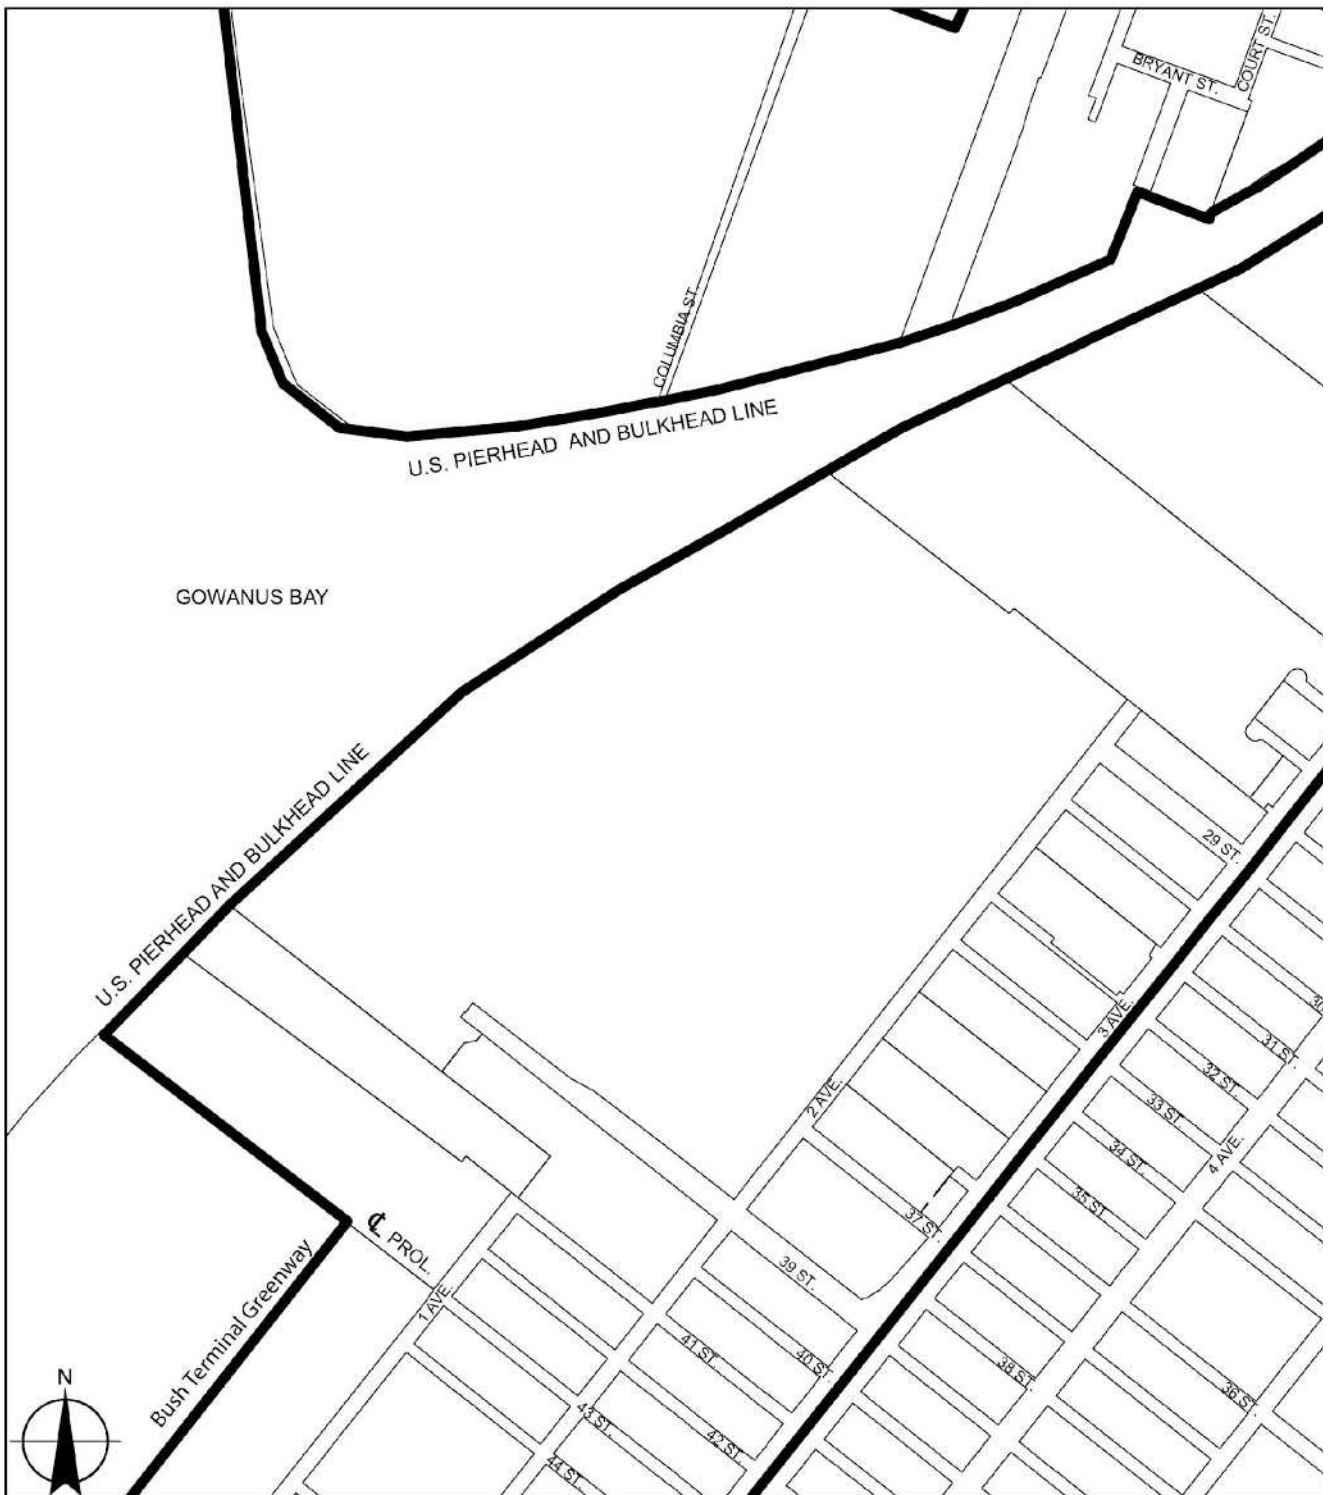 BRYANT ST.
COURT ST.
COLUMBIA ST.
U.S. PIERHEAD AND BULKHEAD LINE
GOWANUS BAY
U.S. PIERHEAD AND BULKHEAD LINE
29 ST.
30
3 AVE.
31 ST.
32 ST.
2 AVE.
33 ST.
34 ST.
4 AVE.
35 ST.
37 ST.
℄ PROL.
39 ST.
1 AVE.
Bush Terminal Greenway
41 ST.
40 ST.
38 ST.
36 ST.
N
43 ST.
42 ST.
44 ST.